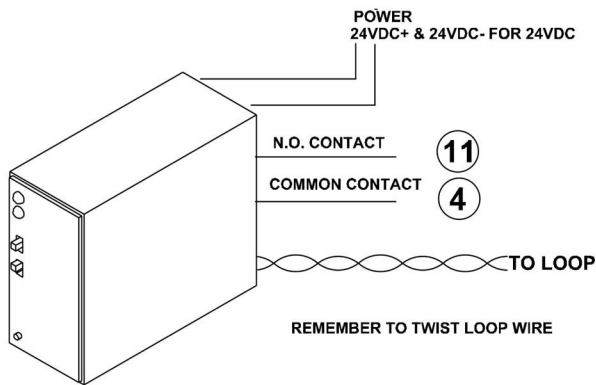 POWER
24VDC+ & 24VDC- FOR 24VDC
N.O. CONTACT 11
COMMON CONTACT 4
TO LOOP
REMEMBER TO TWIST LOOP WIRE